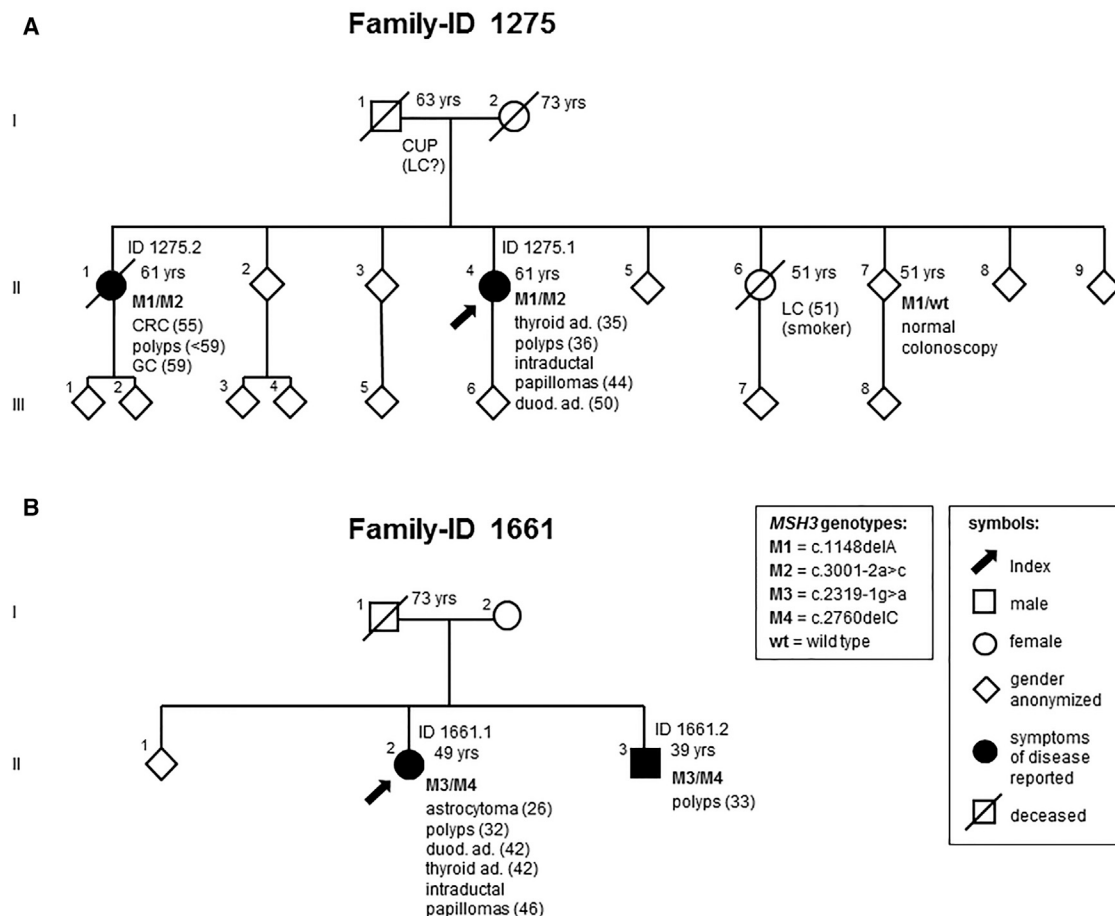 A
Family-ID 1275
I
1
63 yrs
2
73 yrs
CUP
(LC?)
II
1
ID 1275.2
61 yrs
M1/M2
CRC (55)
polyps (<59)
GC (59)
2
3
4
ID 1275.1
61 yrs
M1/M2
thyroid ad. (35)
polyps (36)
intraductal
papillomas (44)
duod. ad. (50)
5
6
51 yrs
LC (51)
(smoker)
7
51 yrs
M1/wt
normal
colonoscopy
8
9
III
1
2
3
4
5
6
7
8
B
Family-ID 1661
I
1
73 yrs
2
II
1
2
ID 1661.1
49 yrs
M3/M4
astrocytoma (26)
polyps (32)
duod. ad. (42)
thyroid ad. (42)
intraductal
papillomas (46)
3
ID 1661.2
39 yrs
M3/M4
polyps (33)
MSH3 genotypes:
M1 = c.1148delA
M2 = c.3001-2a>c
M3 = c.2319-1g>a
M4 = c.2760delC
wt = wild type
symbols:
Index
male
female
gender
anonymized
symptoms
of disease
reported
deceased